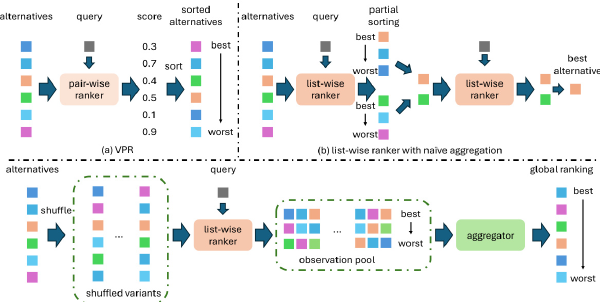 alternatives query score sorted alternatives
best
0.3
0.7
0.4
0.5
0.1
0.9
pair-wise ranker
sort
worst
(a) VPR
alternatives query partial sorting
best
worst
best
worst
list-wise ranker
list-wise ranker
best alternative
(b) list-wise ranker with naïve aggregation
alternatives query global ranking
shuffle
...
shuffled variants
list-wise ranker
...
best
worst
observation pool
aggregator
best
worst